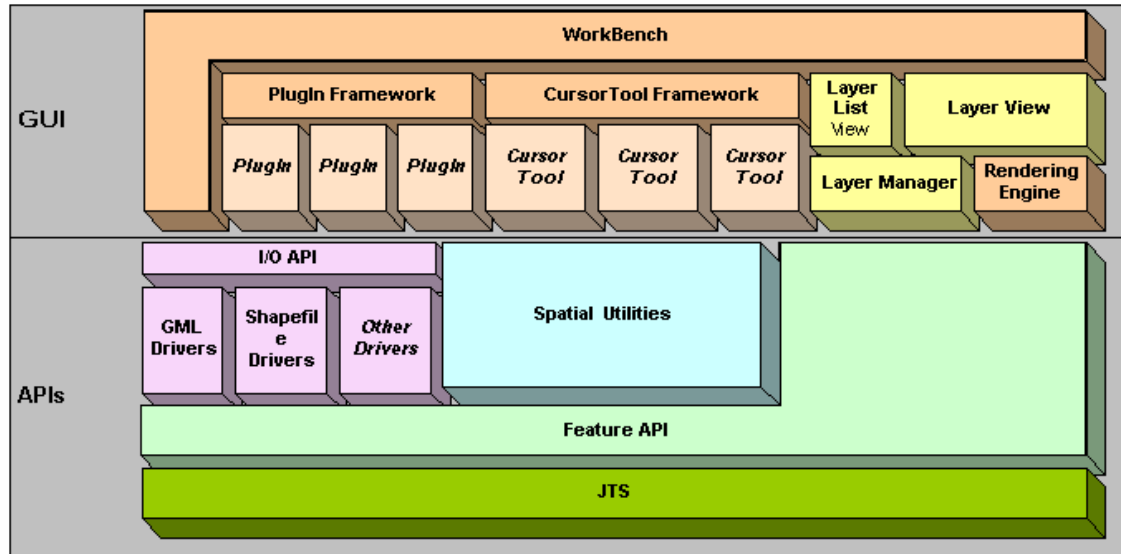 WorkBench
GUI
PlugIn Framework
CursorTool Framework
Layer
List
View
Layer View
PlugIn
PlugIn
PlugIn
Cursor
Tool
Cursor
Tool
Cursor
Tool
Layer Manager
Rendering
Engine
APIs
I/O API
GML
Drivers
Shapefil
e
Drivers
Other
Drivers
Spatial Utilities
Feature API
JTS